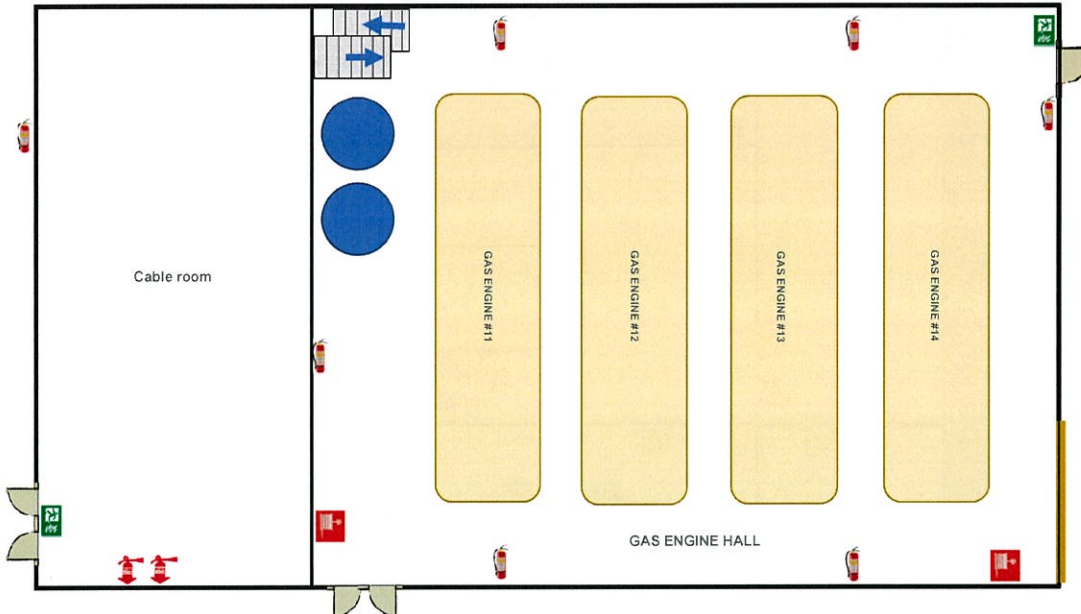 Cable room
GAS ENGINE #11
GAS ENGINE #12
GAS ENGINE #13
GAS ENGINE #14
GAS ENGINE HALL